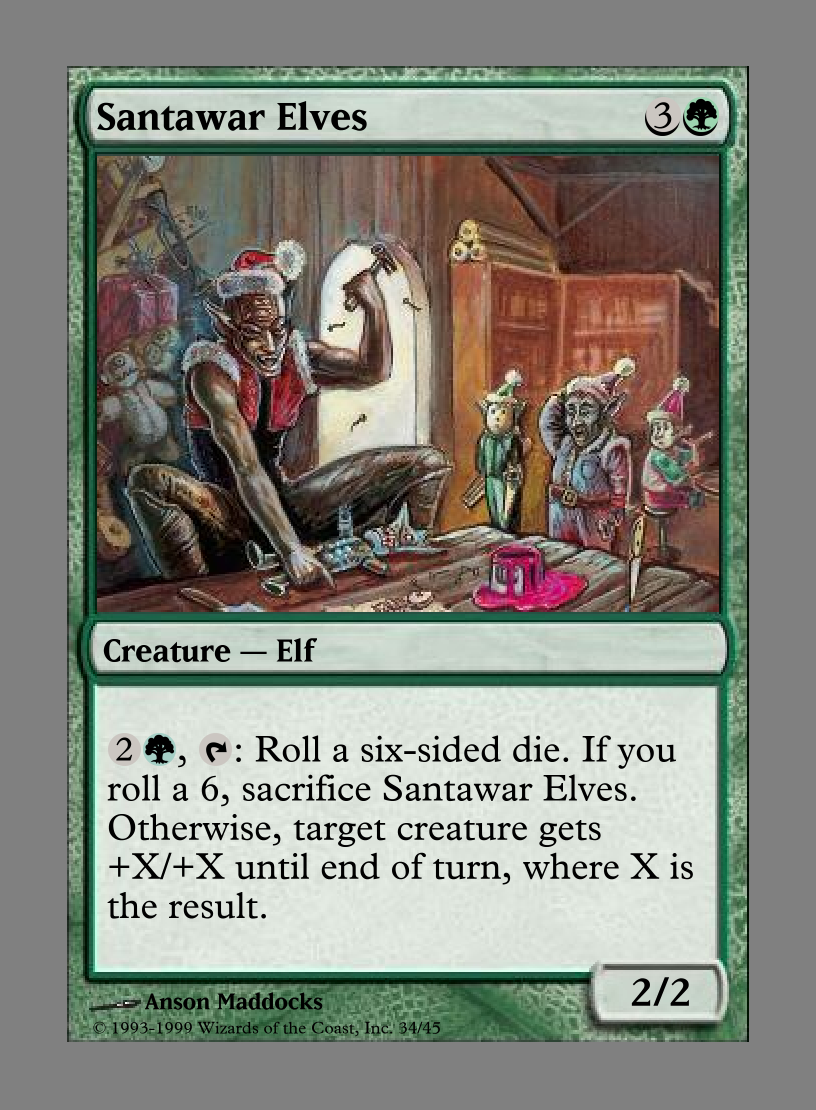 Santawar Elves 3
Creature — Elf
2, : Roll a six-sided die. If you
roll a 6, sacrifice Santawar Elves.
Otherwise, target creature gets
+X/+X until end of turn, where X is
the result.
2/2
Anson Maddocks
© 1993-1999 Wizards of the Coast, Inc. 34/45